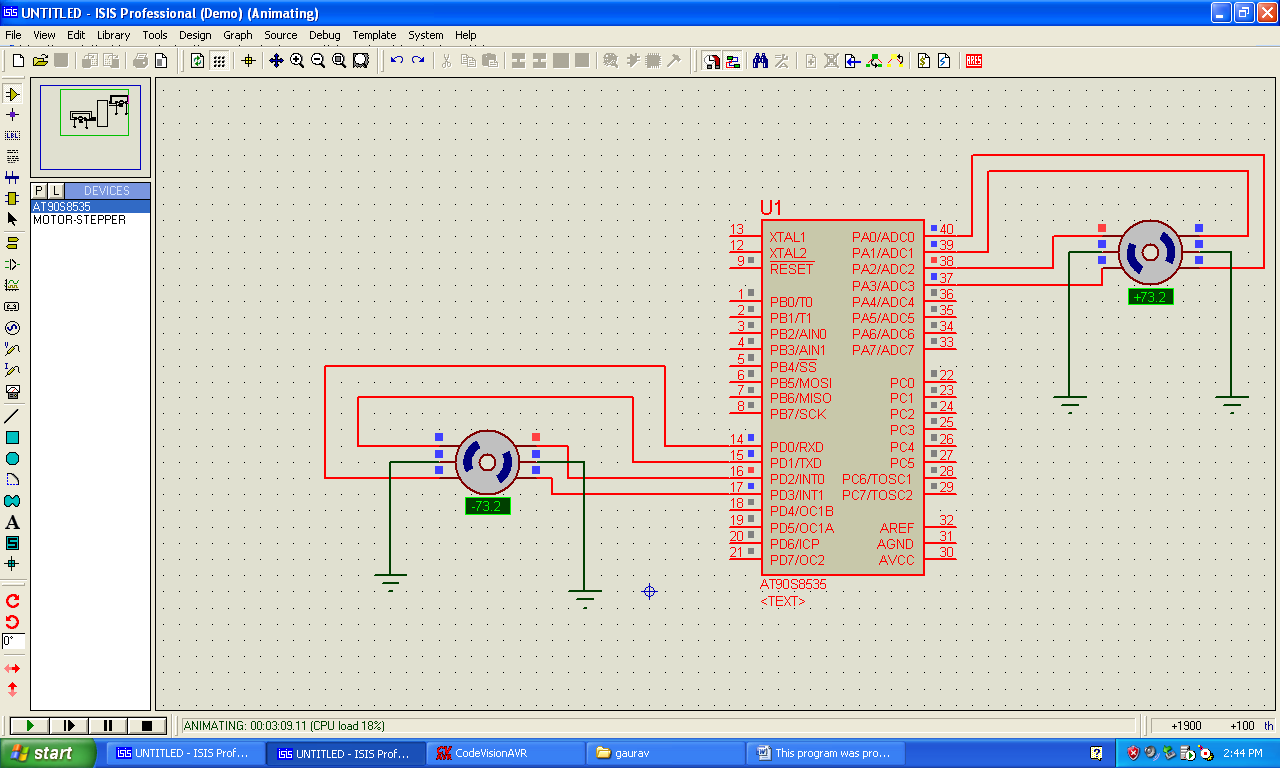 UNTITLED - ISIS Professional (Demo) (Animating)
File View Edit Library Tools Design Graph Source Debug Template System Help
P L DEVICES
AT90S8535
MOTOR-STEPPER
LBL
A
0°
ARES
U1
13 XTAL1 PA0/ADC0 40
12 XTAL2 PA1/ADC1 39
9 RESET PA2/ADC2 38
PA3/ADC3 37
1 PB0/T0 PA4/ADC4 36
2 PB1/T1 PA5/ADC5 35
3 PB2/AIN0 PA6/ADC6 34
4 PB3/AIN1 PA7/ADC7 33
5 PB4/SS
6 PB5/MOSI PC0 22
7 PB6/MISO PC1 23
8 PB7/SCK PC2 24
PC3 25
14 PD0/RXD PC4 26
15 PD1/TXD PC5 27
16 PD2/INT0 PC6/TOSC1 28
17 PD3/INT1 PC7/TOSC2 29
18 PD4/OC1B
19 PD5/OC1A AREF 32
20 PD6/ICP AGND 31
21 PD7/OC2 AVCC 30
AT90S8535
<TEXT>
+73.2
-73.2
ANIMATING: 00:03:09.11 (CPU load 18%)
+1900 +100 th
start
UNTITLED - ISIS Prof...
UNTITLED - ISIS Prof...
CodeVisionAVR
gaurav
This program was pro...
2:44 PM